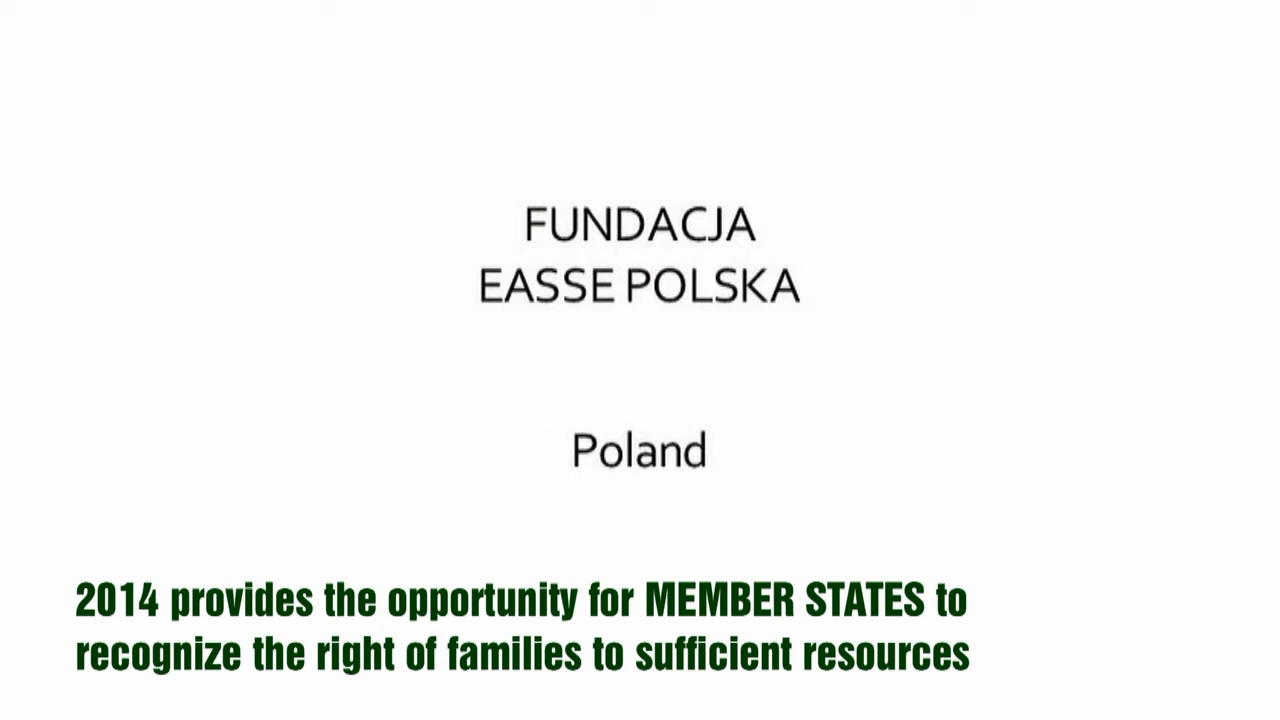 FUNDACJA
EASSE POLSKA
Poland
2014 provides the opportunity for MEMBER STATES to
recognize the right of families to sufficient resources